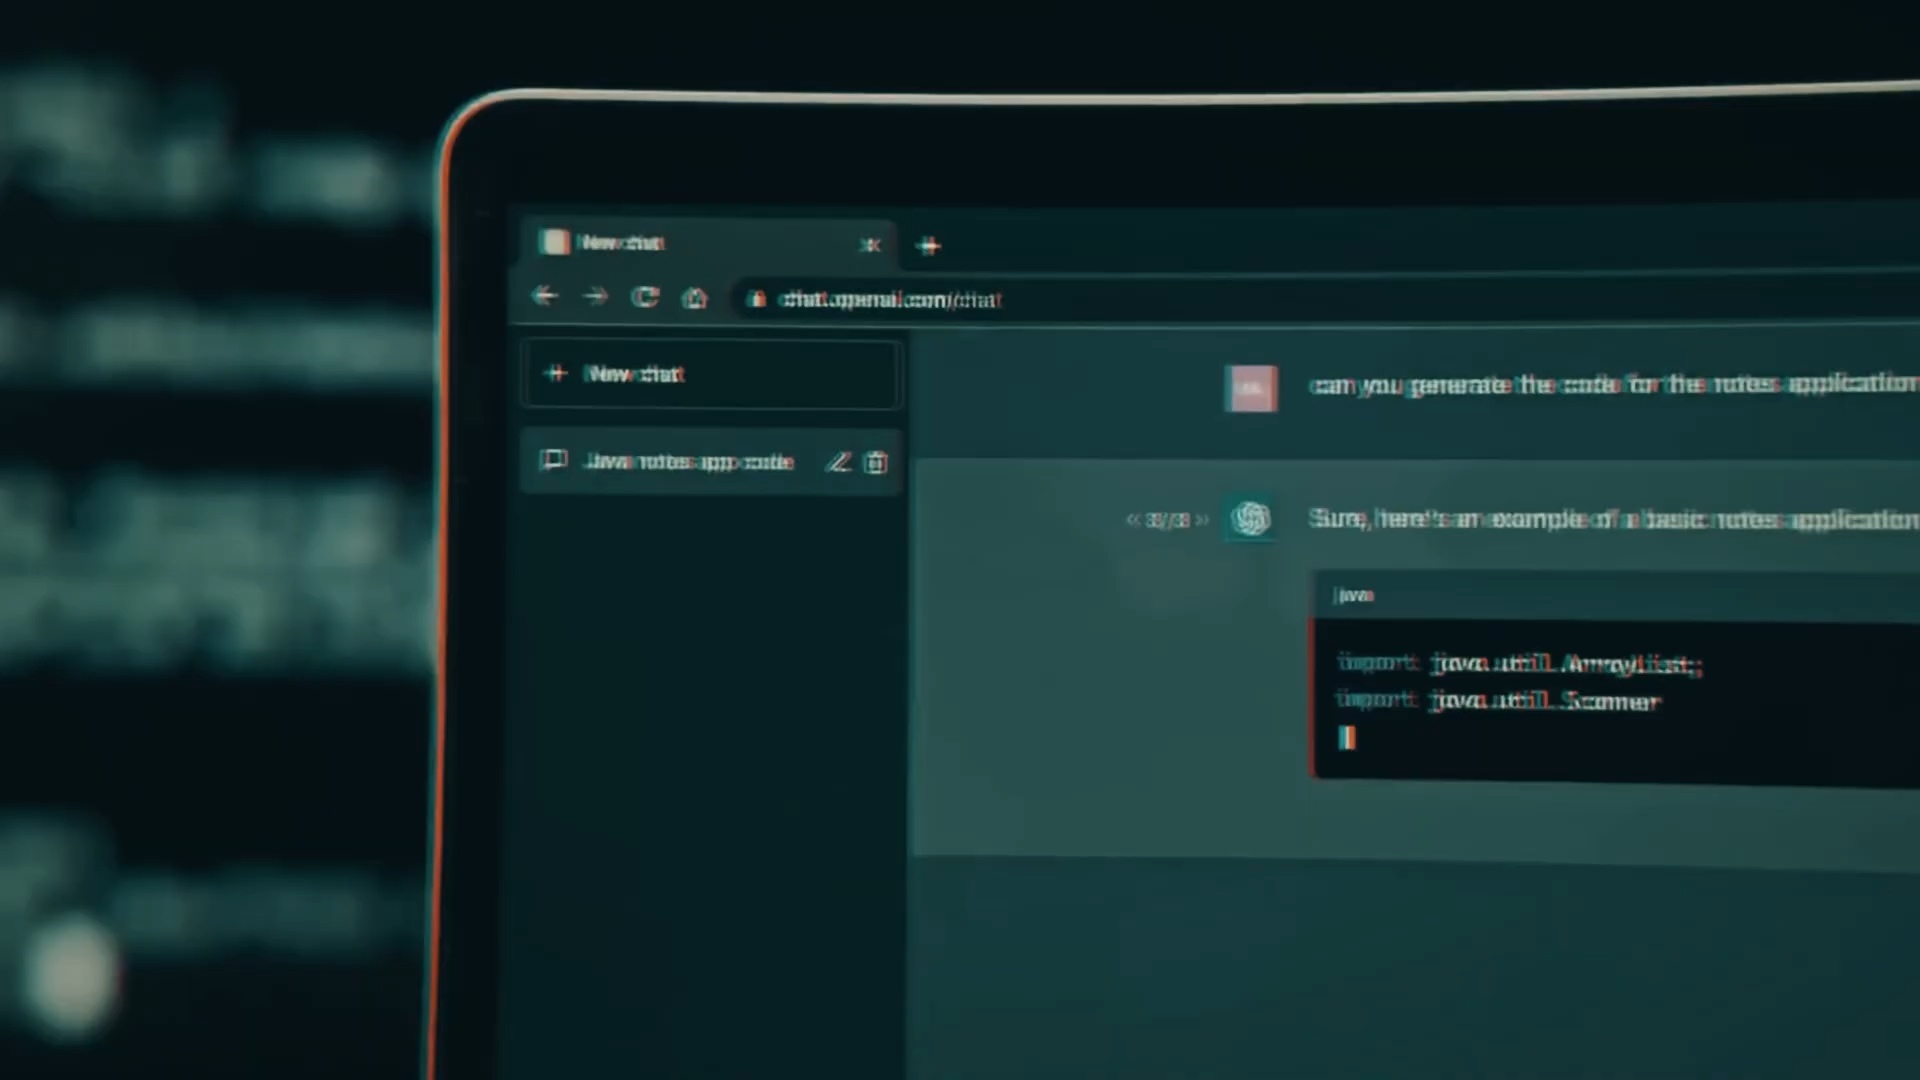 New chat
chat.openai.com/chat
+ New chat
can you generate the code for the notes application
Java notes app code
< 3/3 >
Sure, here's an example of a basic notes application
java
import java.util.ArrayList;
import java.util.Scanner